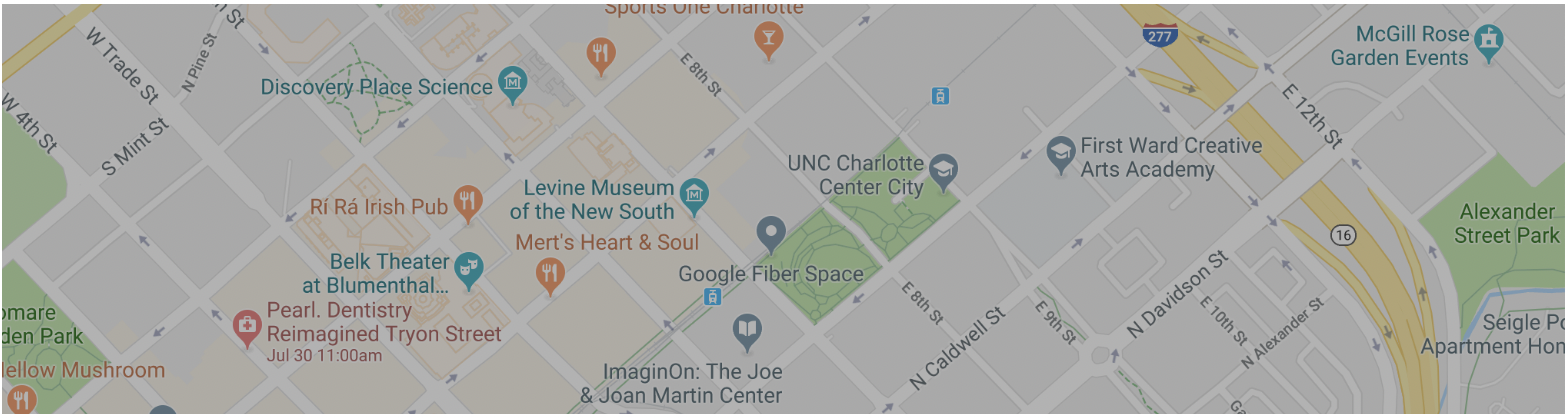 Sports One Charlotte
277
McGill Rose
Garden Events
W Trade St
N Pine St
E 8th St
Discovery Place Science
W 4th St
S Mint St
E 12th St
UNC Charlotte
Center City
First Ward Creative
Arts Academy
Levine Museum
of the New South
Rí Rá Irish Pub
Mert's Heart & Soul
Alexander
Street Park
16
Belk Theater
at Blumenthal...
Google Fiber Space
N Davidson St
E 8th St
E 9th St
E 10th St
N Alexander St
N Caldwell St
omare
den Park
Pearl. Dentistry
Reimagined Tryon Street
Jul 30 11:00am
Seigle Po
Apartment Hom
ellow Mushroom
ImaginOn: The Joe
& Joan Martin Center